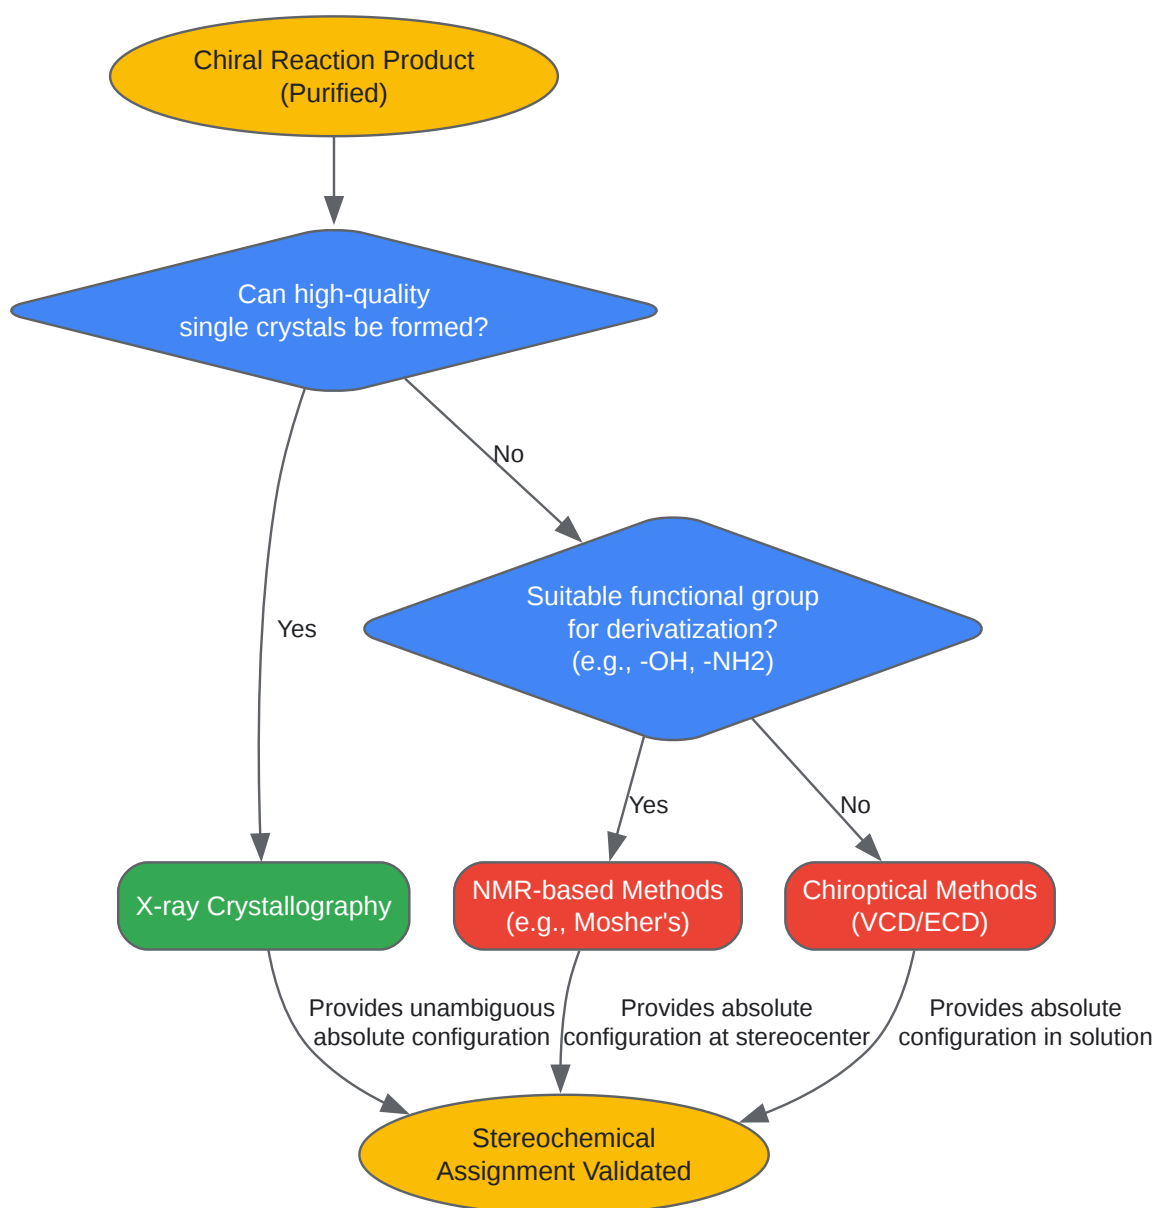 Chiral Reaction Product
(Purified)
Can high-quality
single crystals be formed?
No
Suitable functional group
for derivatization?
(e.g., -OH, -NH2)
Yes
Yes
No
X-ray Crystallography
NMR-based Methods
(e.g., Mosher's)
Chiroptical Methods
(VCD/ECD)
Provides unambiguous
absolute configuration
Provides absolute
configuration at stereocenter
Provides absolute
configuration in solution
Stereochemical
Assignment Validated